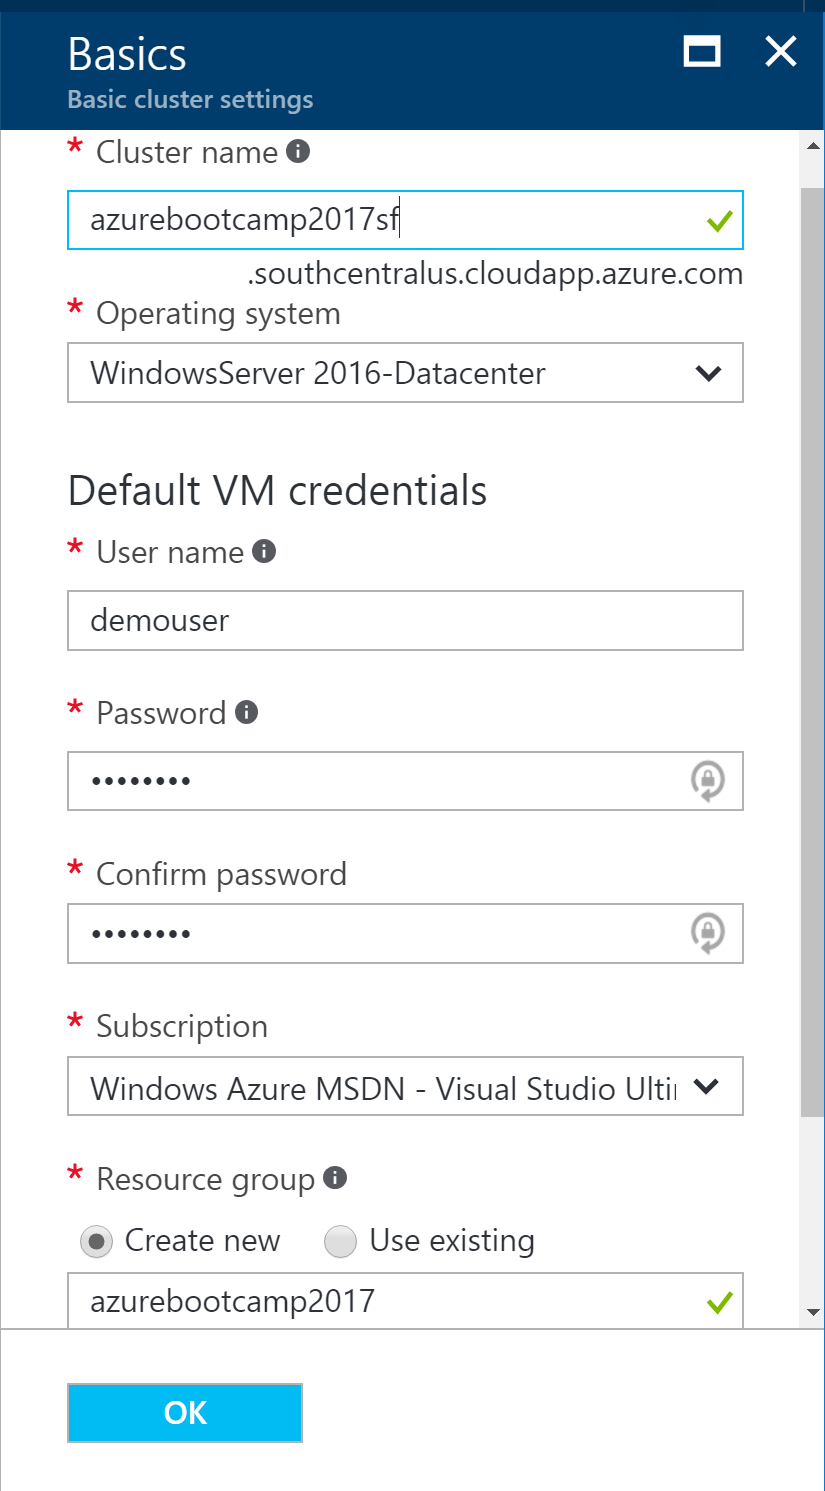 Basics
Basic cluster settings
* Cluster name
azurebootcamp2017sf
.southcentralus.cloudapp.azure.com
* Operating system
WindowsServer 2016-Datacenter
Default VM credentials
* User name
demouser
* Password
••••••••
* Confirm password
••••••••
* Subscription
Windows Azure MSDN - Visual Studio Ulti
* Resource group
Create new Use existing
azurebootcamp2017
OK